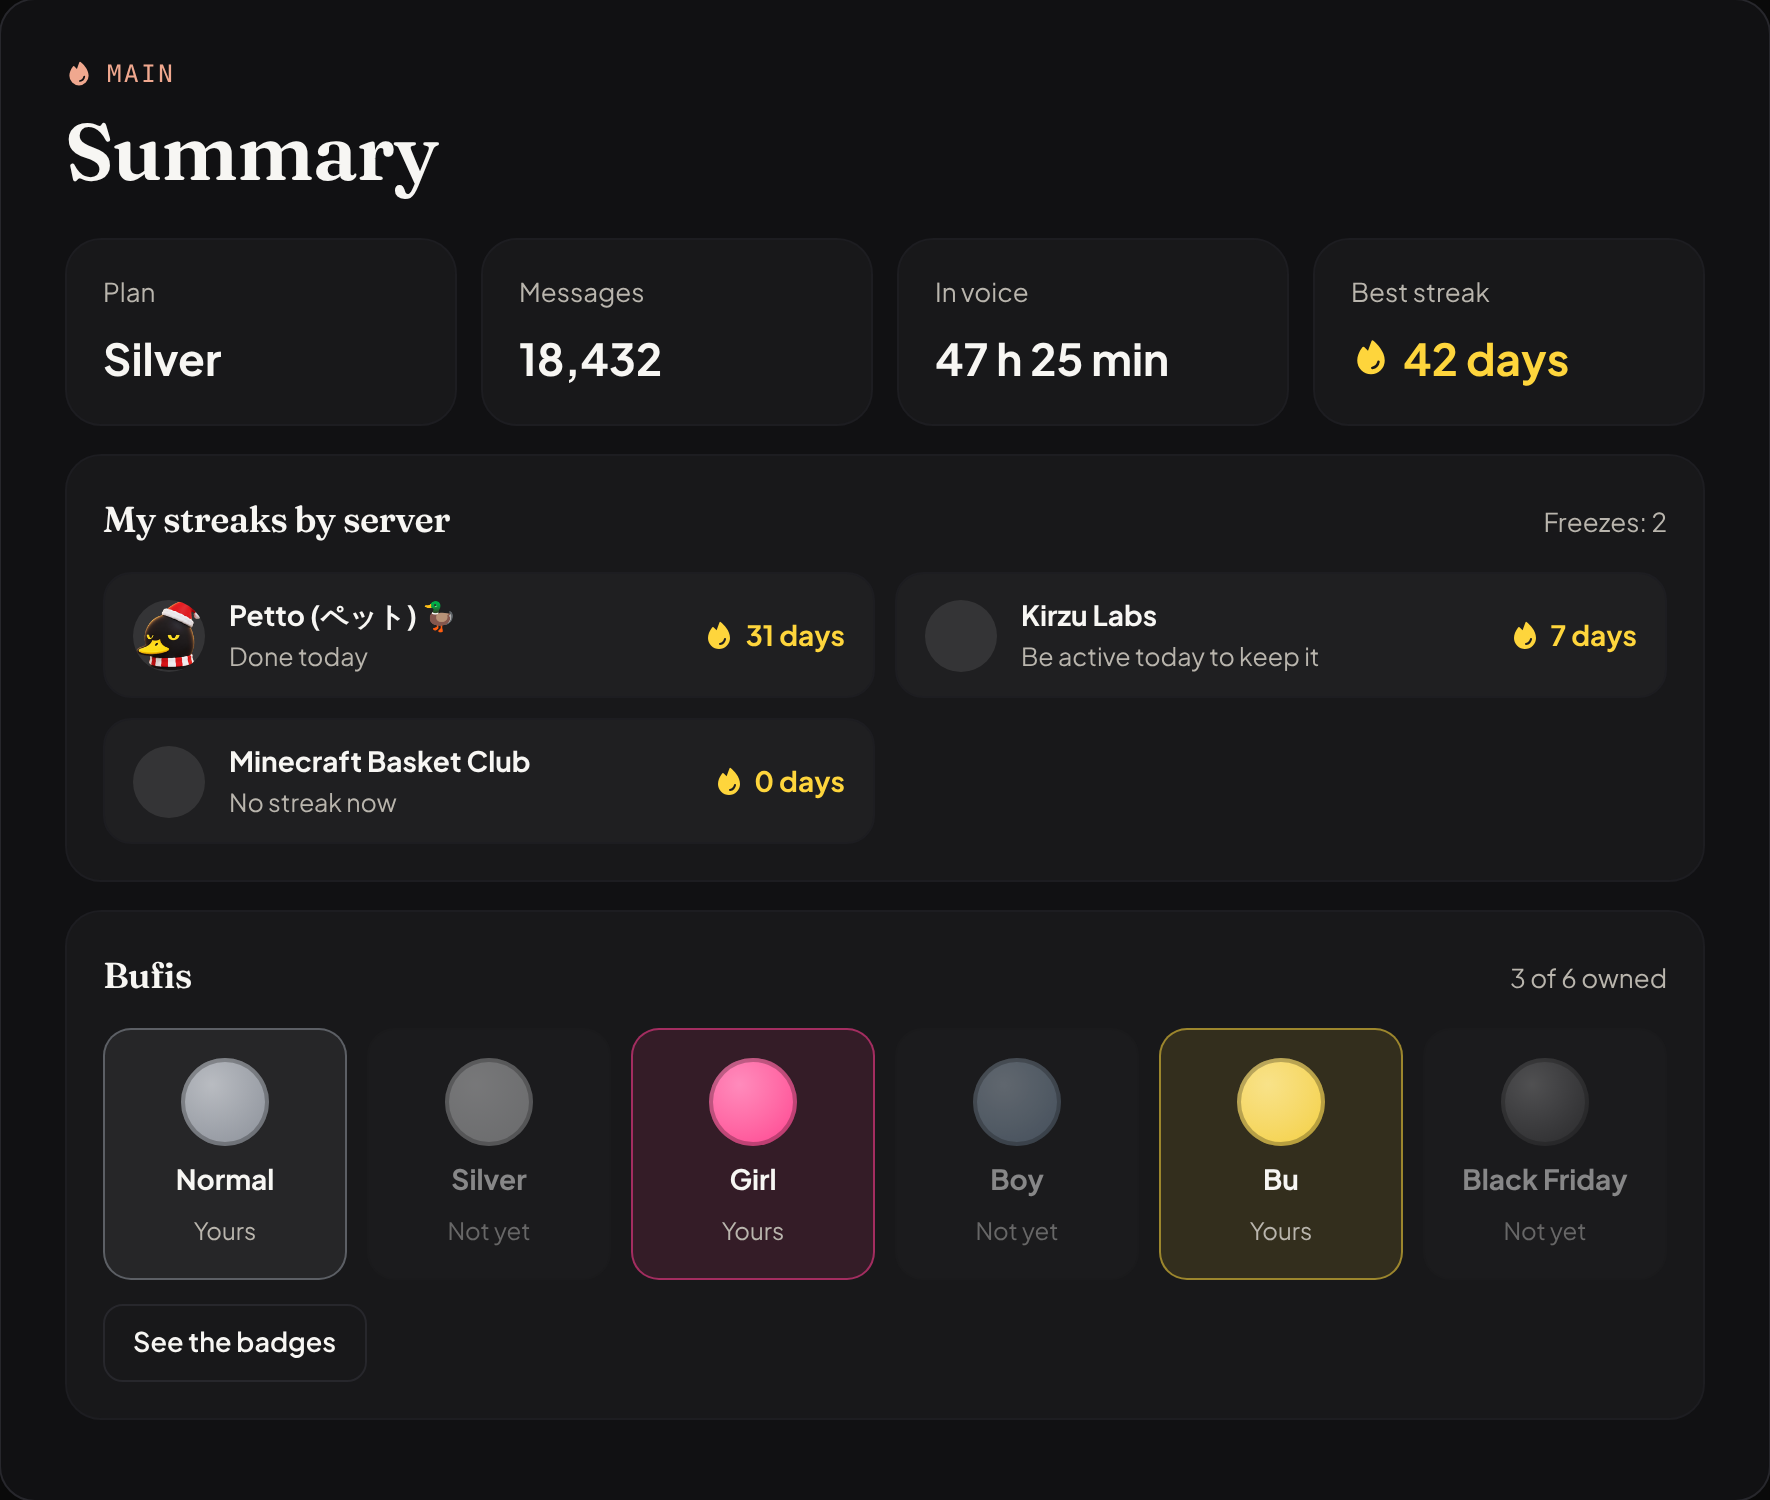 MAIN
Summary
Plan
Silver
Messages
18,432
In voice
47 h 25 min
Best streak
42 days
My streaks by server
Freezes: 2
Petto (ペット) 🦆
Done today
31 days
Kirzu Labs
Be active today to keep it
7 days
Minecraft Basket Club
No streak now
0 days
Bufis
3 of 6 owned
Normal
Yours
Silver
Not yet
Girl
Yours
Boy
Not yet
Bu
Yours
Black Friday
Not yet
See the badges